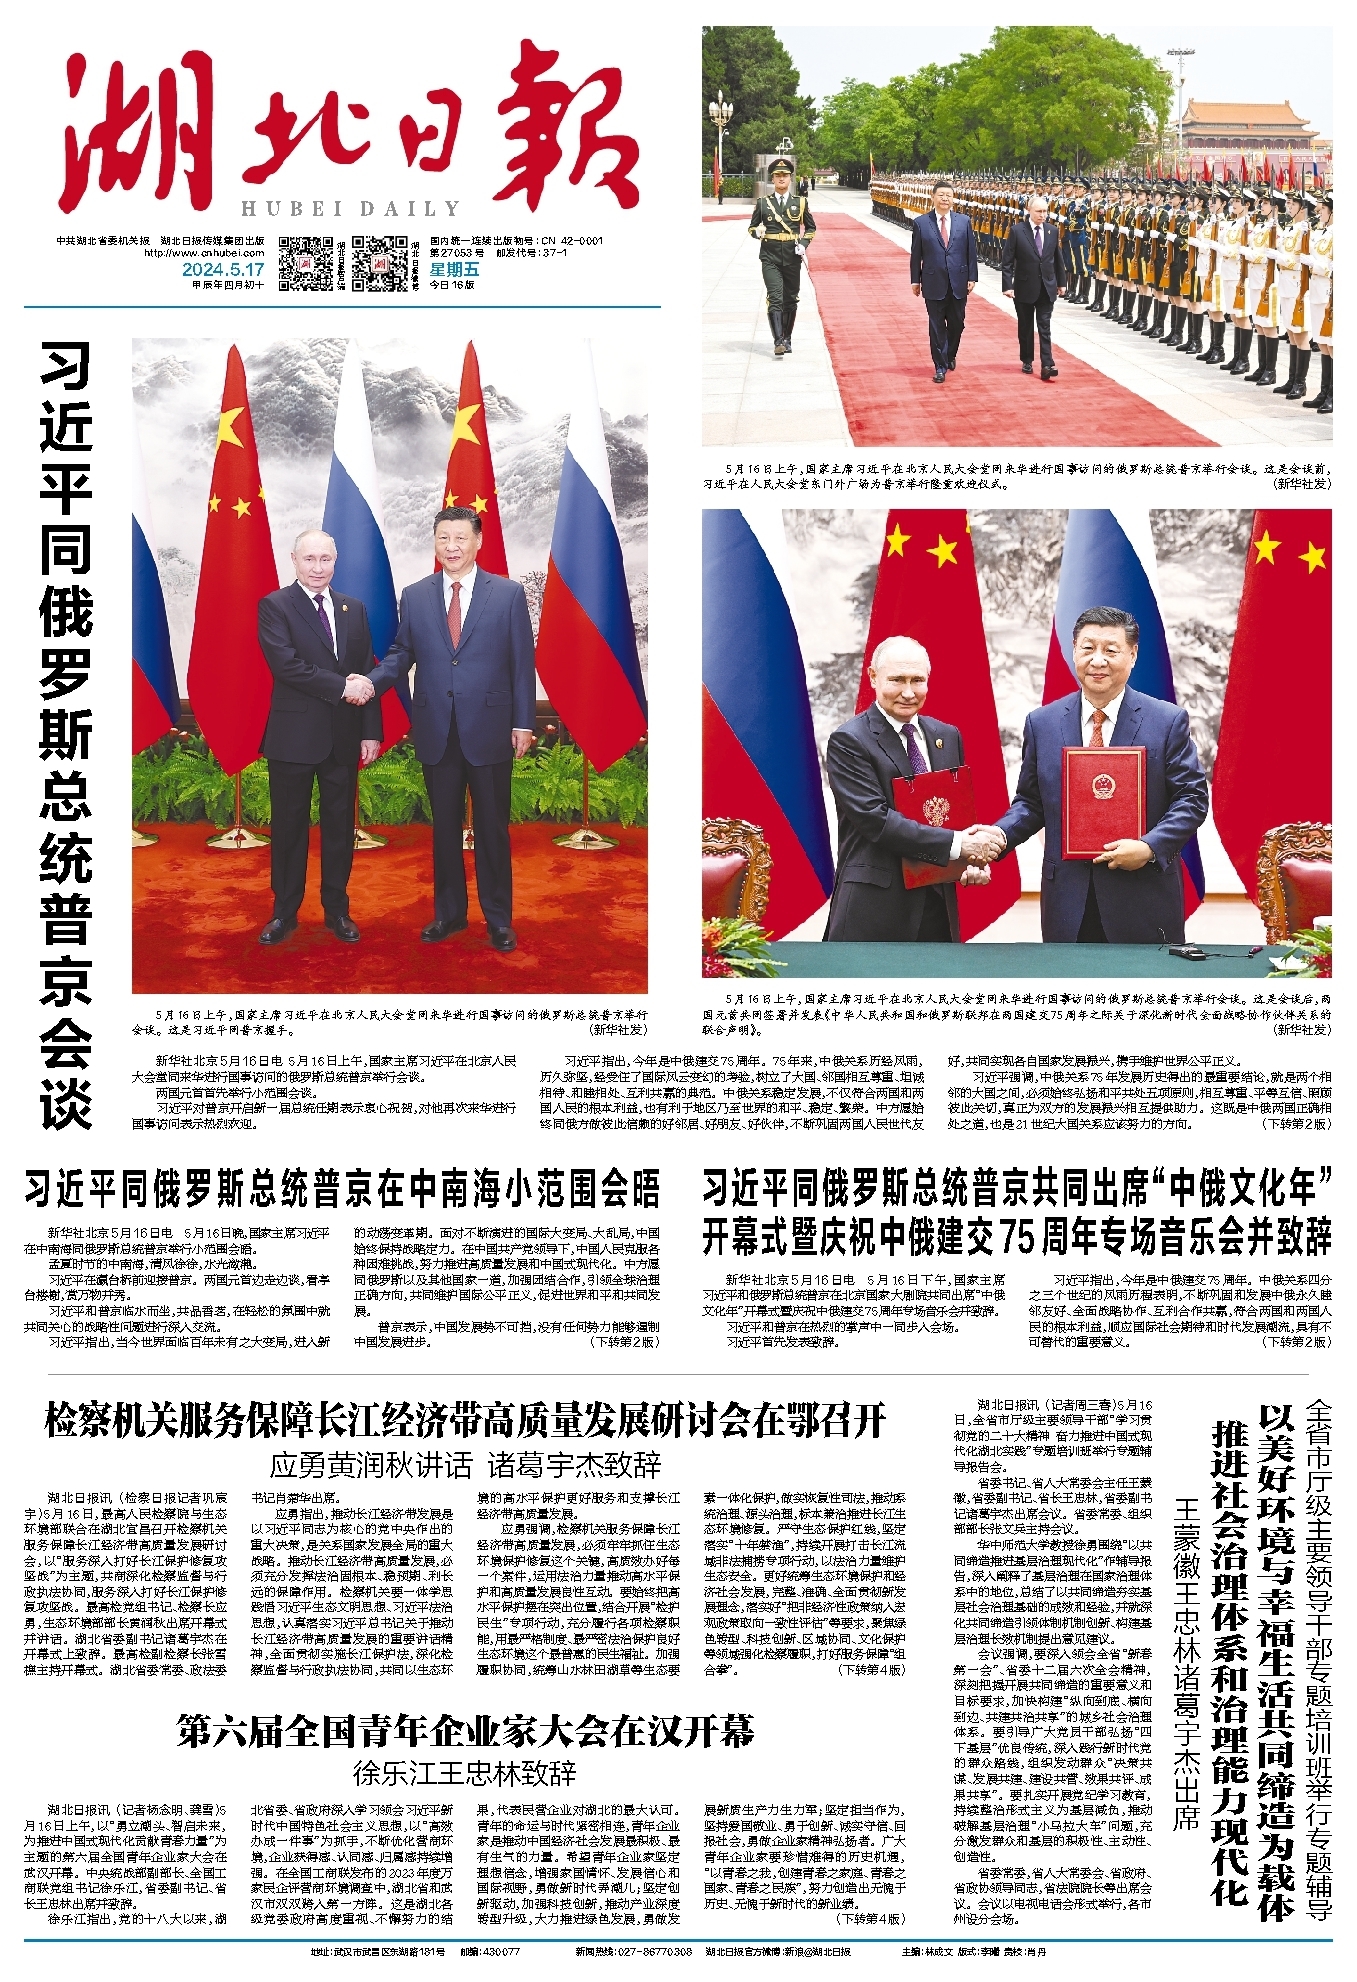 湖北日報
HUBEI DAILY
中共湖北省委机关报　湖北日报传媒集团出版
http://www.cnhubei.com
2024.5.17
甲辰年四月初十
国内统一连续出版物号：CN 42-0001
第27053号　邮发代号：37-1
星期五
今日16版
5月16日上午，国家主席习近平在北京人民大会堂同来华进行国事访问的俄罗斯总统普京举行会谈。这是会谈前，
习近平在人民大会堂东门外广场为普京举行隆重欢迎仪式。　（新华社发）
习近平同俄罗斯总统普京会谈
5月16日上午，国家主席习近平在北京人民大会堂同来华进行国事访问的俄罗斯总统普京举行
会谈。这是习近平同普京握手。　（新华社发）
5月16日上午，国家主席习近平在北京人民大会堂同来华进行国事访问的俄罗斯总统普京举行会谈。这是会谈后，两
国元首共同签署并发表《中华人民共和国和俄罗斯联邦在两国建交75周年之际关于深化新时代全面战略协作伙伴关系的
联合声明》。　（新华社发）
新华社北京5月16日电　5月16日上午，国家主席习近平在北京人民
大会堂同来华进行国事访问的俄罗斯总统普京举行会谈。
两国元首首先举行小范围会谈。
习近平对普京开启新一届总统任期表示衷心祝贺，对他再次来华进行
国事访问表示热烈欢迎。
习近平指出，今年是中俄建交75周年。75年来，中俄关系历经风雨，
历久弥坚，经受住了国际风云变幻的考验，树立了大国、邻国相互尊重、坦诚
相待、和睦相处、互利共赢的典范。中俄关系稳定发展，不仅符合两国和两
国人民的根本利益，也有利于地区乃至世界的和平、稳定、繁荣。中方愿始
终同俄方做彼此信赖的好邻居、好朋友、好伙伴，不断巩固两国人民世代友
好，共同实现各自国家发展振兴，携手维护世界公平正义。
习近平强调，中俄关系75年发展历史得出的最重要结论，就是两个相
邻的大国之间，必须始终弘扬和平共处五项原则，相互尊重、平等互信、照顾
彼此关切，真正为双方的发展振兴相互提供助力。这既是中俄两国正确相
处之道，也是21世纪大国关系应该努力的方向。　（下转第2版）
习近平同俄罗斯总统普京在中南海小范围会晤
新华社北京5月16日电　5月16日晚，国家主席习近平
在中南海同俄罗斯总统普京举行小范围会晤。
孟夏时节的中南海，清风徐徐，水光潋滟。
习近平在瀛台桥前迎接普京。两国元首边走边谈，看亭
台楼榭，赏万物并秀。
习近平和普京临水而坐，共品香茗，在轻松的氛围中就
共同关心的战略性问题进行深入交流。
习近平指出，当今世界面临百年未有之大变局，进入新
的动荡变革期。面对不断演进的国际大变局、大乱局，中国
始终保持战略定力。在中国共产党领导下，中国人民克服各
种困难挑战，努力推进高质量发展和中国式现代化。中方愿
同俄罗斯以及其他国家一道，加强团结合作，引领全球治理
正确方向，共同维护国际公平正义，促进世界和平和共同发
展。
普京表示，中国发展势不可挡，没有任何势力能够遏制
中国发展进步。　（下转第2版）
习近平同俄罗斯总统普京共同出席“中俄文化年”
开幕式暨庆祝中俄建交75周年专场音乐会并致辞
新华社北京5月16日电　5月16日下午，国家主席
习近平和俄罗斯总统普京在北京国家大剧院共同出席“中俄
文化年”开幕式暨庆祝中俄建交75周年专场音乐会并致辞。
习近平和普京在热烈的掌声中一同步入会场。
习近平首先发表致辞。
习近平指出，今年是中俄建交75周年。中俄关系四分
之三个世纪的风雨历程表明，不断巩固和发展中俄永久睦
邻友好、全面战略协作、互利合作共赢，符合两国和两国人
民的根本利益，顺应国际社会期待和时代发展潮流，具有不
可替代的重要意义。　（下转第2版）
检察机关服务保障长江经济带高质量发展研讨会在鄂召开
应勇黄润秋讲话 诸葛宇杰致辞
湖北日报讯（检察日报记者巩宸
宇）5月16日，最高人民检察院与生态
环境部联合在湖北宜昌召开检察机关
服务保障长江经济带高质量发展研讨
会，以“服务深入打好长江保护修复攻
坚战”为主题，共商深化检察监督与行
政执法协同，服务深入打好长江保护修
复攻坚战。最高检党组书记、检察长应
勇，生态环境部部长黄润秋出席开幕式
并讲话。湖北省委副书记诸葛宇杰在
开幕式上致辞。最高检副检察长张雪
樵主持开幕式。湖北省委常委、政法委
书记肖菊华出席。
应勇指出，推动长江经济带发展是
以习近平同志为核心的党中央作出的
重大决策，是关系国家发展全局的重大
战略。推动长江经济带高质量发展，必
须充分发挥法治固根本、稳预期、利长
远的保障作用。检察机关要一体学思
践悟习近平生态文明思想、习近平法治
思想，认真落实习近平总书记关于推动
长江经济带高质量发展的重要讲话精
神，全面贯彻实施长江保护法，深化检
察监督与行政执法协同，共同以生态环
境的高水平保护更好服务和支撑长江
经济带高质量发展。
应勇强调，检察机关服务保障长江
经济带高质量发展，必须牢牢抓住生态
环境保护修复这个关键，高质效办好每
一个案件，运用法治力量推动高水平保
护和高质量发展良性互动。要始终把高
水平保护摆在突出位置，结合开展“检护
民生”专项行动，充分履行各项检察职
能，用最严格制度、最严密法治保护良好
生态环境这个最普惠的民生福祉。加强
履职协同，统筹山水林田湖草等生态要
素一体化保护，做实恢复性司法，推动系
统治理、源头治理，标本兼治推进长江生
态环境修复。严守生态保护红线，坚定
落实“十年禁渔”，持续开展打击长江流
域非法捕捞专项行动，以法治力量维护
生态安全。更好统筹生态环境保护和经
济社会发展，完整、准确、全面贯彻新发
展理念，落实好“把非经济性政策纳入宏
观政策取向一致性评估”等要求，聚焦绿
色转型、科技创新、区域协同、文化保护
等领域强化检察履职，打好服务保障“组
合拳”。　（下转第4版）
第六届全国青年企业家大会在汉开幕
徐乐江王忠林致辞
湖北日报讯（记者杨念明、龚雪）5
月16日上午，以“勇立潮头、智启未来，
为推进中国式现代化贡献青春力量”为
主题的第六届全国青年企业家大会在
武汉开幕。中央统战部副部长、全国工
商联党组书记徐乐江，省委副书记、省
长王忠林出席并致辞。
徐乐江指出，党的十八大以来，湖
北省委、省政府深入学习领会习近平新
时代中国特色社会主义思想，以“高效
办成一件事”为抓手，不断优化营商环
境，企业获得感、认同感、归属感持续增
强。在全国工商联发布的2023年度万
家民企评营商环境调查中，湖北省和武
汉市双双跨入第一方阵。这是湖北各
级党委政府高度重视、不懈努力的结
果，代表民营企业对湖北的最大认可。
青年的命运与时代紧密相连，青年企业
家是推动中国经济社会发展最积极、最
有生气的力量。希望青年企业家坚定
理想信念，增强家国情怀、发展信心和
国际视野，勇做新时代弄潮儿；坚定创
新驱动，加强科技创新，推动产业深度
转型升级，大力推进绿色发展，勇做发
展新质生产力生力军；坚定担当作为，
坚持爱国敬业、勇于创新、诚实守信、回
报社会，勇做企业家精神弘扬者。广大
青年企业家要珍惜难得的历史机遇，
“以青春之我，创建青春之家庭、青春之
国家、青春之民族”，努力创造出无愧于
历史、无愧于新时代的新业绩。
（下转第4版）
全省市厅级主要领导干部专题培训班举行专题辅导
以美好环境与幸福生活共同缔造为载体
推进社会治理体系和治理能力现代化
王蒙徽王忠林诸葛宇杰出席
湖北日报讯（记者周三春）5月16
日，全省市厅级主要领导干部“学习贯
彻党的二十大精神 奋力推进中国式现
代化湖北实践”专题培训班举行专题辅
导报告会。
省委书记、省人大常委会主任王蒙
徽，省委副书记、省长王忠林，省委副书
记诸葛宇杰出席会议。省委常委、组织
部部长张文兵主持会议。
华中师范大学教授徐勇围绕“以共
同缔造推进基层治理现代化”作辅导报
告，深入阐释了基层治理在国家治理体
系中的地位，总结了以共同缔造夯实基
层社会治理基础的成效和经验，并就深
化共同缔造引领体制机制创新、构建基
层治理长效机制提出意见建议。
会议强调，要深入领会全省“新春
第一会”、省委十二届六次全会精神，
深刻把握开展共同缔造的重要意义和
目标要求，加快构建“纵向到底、横向
到边、共建共治共享”的城乡社会治理
体系。要引导广大党员干部弘扬“四
下基层”优良传统，深入践行新时代党
的群众路线，组织发动群众“决策共
谋、发展共建、建设共管、效果共评、成
果共享”。要扎实开展党纪学习教育，
持续整治形式主义为基层减负，推动
破解基层治理“小马拉大车”问题，充
分激发群众和基层的积极性、主动性、
创造性。
省委常委，省人大常委会、省政府、
省政协领导同志，省法院院长等出席会
议。会议以电视电话会形式举行，各市
州设分会场。
地址：武汉市武昌区东湖路181号　邮编：430077　新闻热线：027-86770308　湖北日报官方微博：新浪@湖北日报　主编：林成文 版式：李曙 责校：肖丹